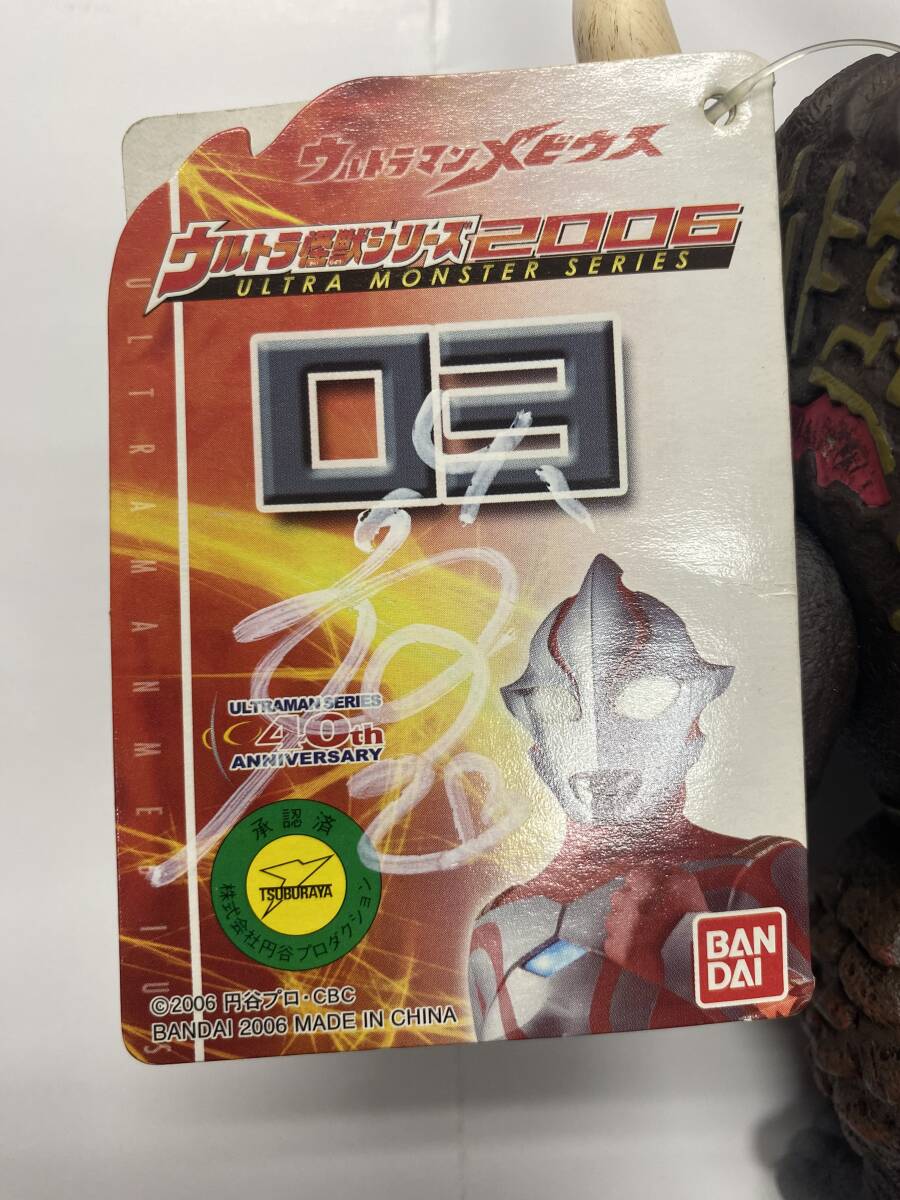 ウルトラマンメビウス
ウルトラ怪獣シリーズ2006
ULTRA MONSTER SERIES
03
ULTRAMAN MEBIUS
ULTRAMAN SERIES
40th
ANNIVERSARY
承認済
TSUBURAYA
株式会社円谷プロダクション
BAN
DAI
©2006 円谷プロ・CBC
BANDAI 2006 MADE IN CHINA